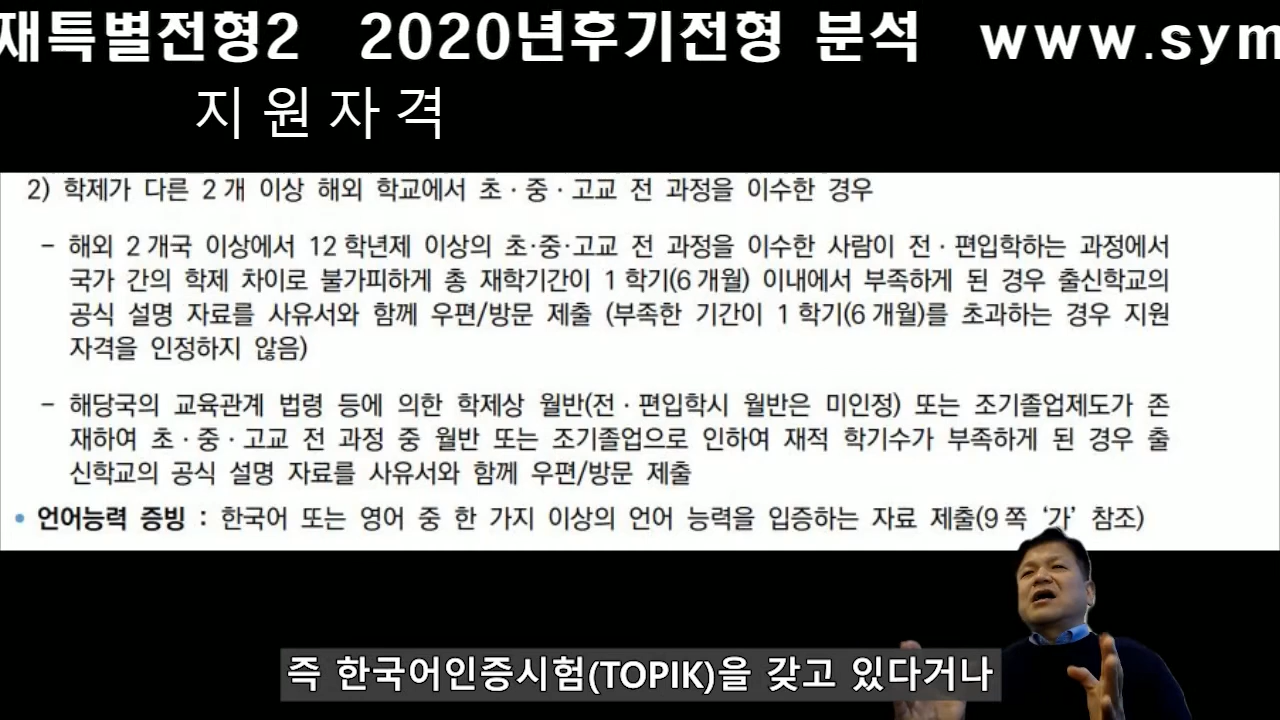 재특별전형2 2020년후기전형 분석 www.sym
지원자격
2) 학제가 다른 2개 이상 해외 학교에서 초·중·고교 전 과정을 이수한 경우
- 해외 2개국 이상에서 12학년제 이상의 초·중·고교 전 과정을 이수한 사람이 전·편입학하는 과정에서
국가 간의 학제 차이로 불가피하게 총 재학기간이 1학기(6개월) 이내에서 부족하게 된 경우 출신학교의
공식 설명 자료를 사유서와 함께 우편/방문 제출 (부족한 기간이 1학기(6개월)를 초과하는 경우 지원
자격을 인정하지 않음)
- 해당국의 교육관계 법령 등에 의한 학제상 월반(전·편입학시 월반은 미인정) 또는 조기졸업제도가 존
재하여 초·중·고교 전 과정 중 월반 또는 조기졸업으로 인하여 재적 학기수가 부족하게 된 경우 출
신학교의 공식 설명 자료를 사유서와 함께 우편/방문 제출
• 언어능력 증빙 : 한국어 또는 영어 중 한 가지 이상의 언어 능력을 입증하는 자료 제출(9쪽 ‘가’ 참조)
즉 한국어인증시험(TOPIK)을 갖고 있다거나